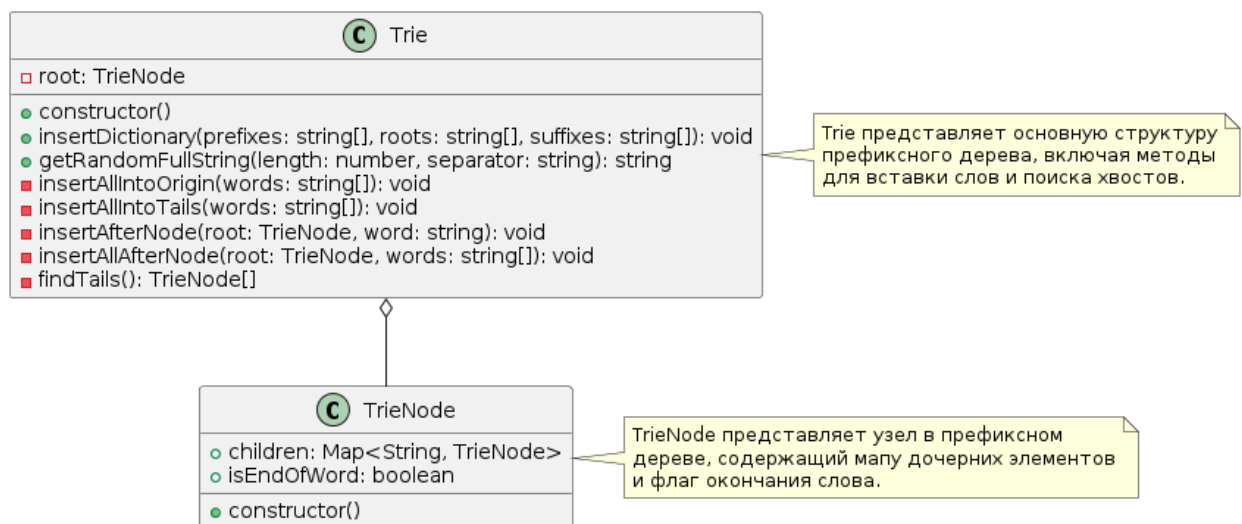 C Trie
root: TrieNode
constructor()
insertDictionary(prefixes: string[], roots: string[], suffixes: string[]): void
getRandomFullString(length: number, separator: string): string
insertAllIntoOrigin(words: string[]): void
insertAllIntoTails(words: string[]): void
insertAfterNode(root: TrieNode, word: string): void
insertAllAfterNode(root: TrieNode, words: string[]): void
findTails(): TrieNode[]
Trie представляет основную структуру
префиксного дерева, включая методы
для вставки слов и поиска хвостов.
C TrieNode
children: Map<String, TrieNode>
isEndOfWord: boolean
constructor()
TrieNode представляет узел в префиксном
дереве, содержащий мапу дочерних элементов
и флаг окончания слова.